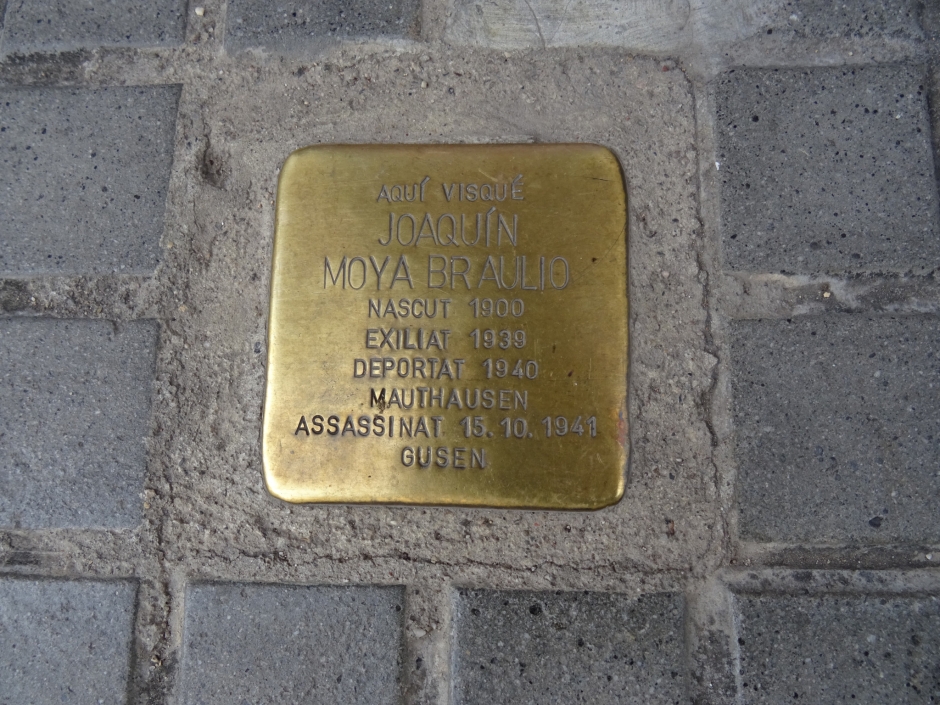 AQUÍ VISQUÉ
JOAQUÍN
MOYA BRAULIO
NASCUT 1900
EXILIAT 1939
DEPORTAT 1940
MAUTHAUSEN
ASSASSINAT 15.10.1941
GUSEN